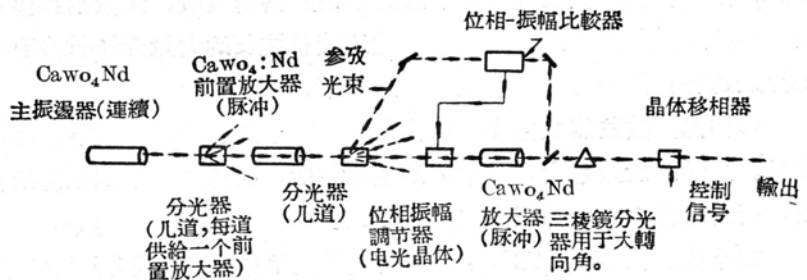 位相-振幅比較器
Cawo₄Nd
主振盪器(連續)
Cawo₄:Nd
前置放大器
(脉冲)
参攷
光束
晶体移相器
分光器
(几道,每道
供給一个前
置放大器)
分光器
(几道)
位相振幅
調节器
(电光晶体)
Cawo₄Nd
放大器
(脉冲)
三棱鏡分光
器用于大轉
向角。
控制
信号
輸出